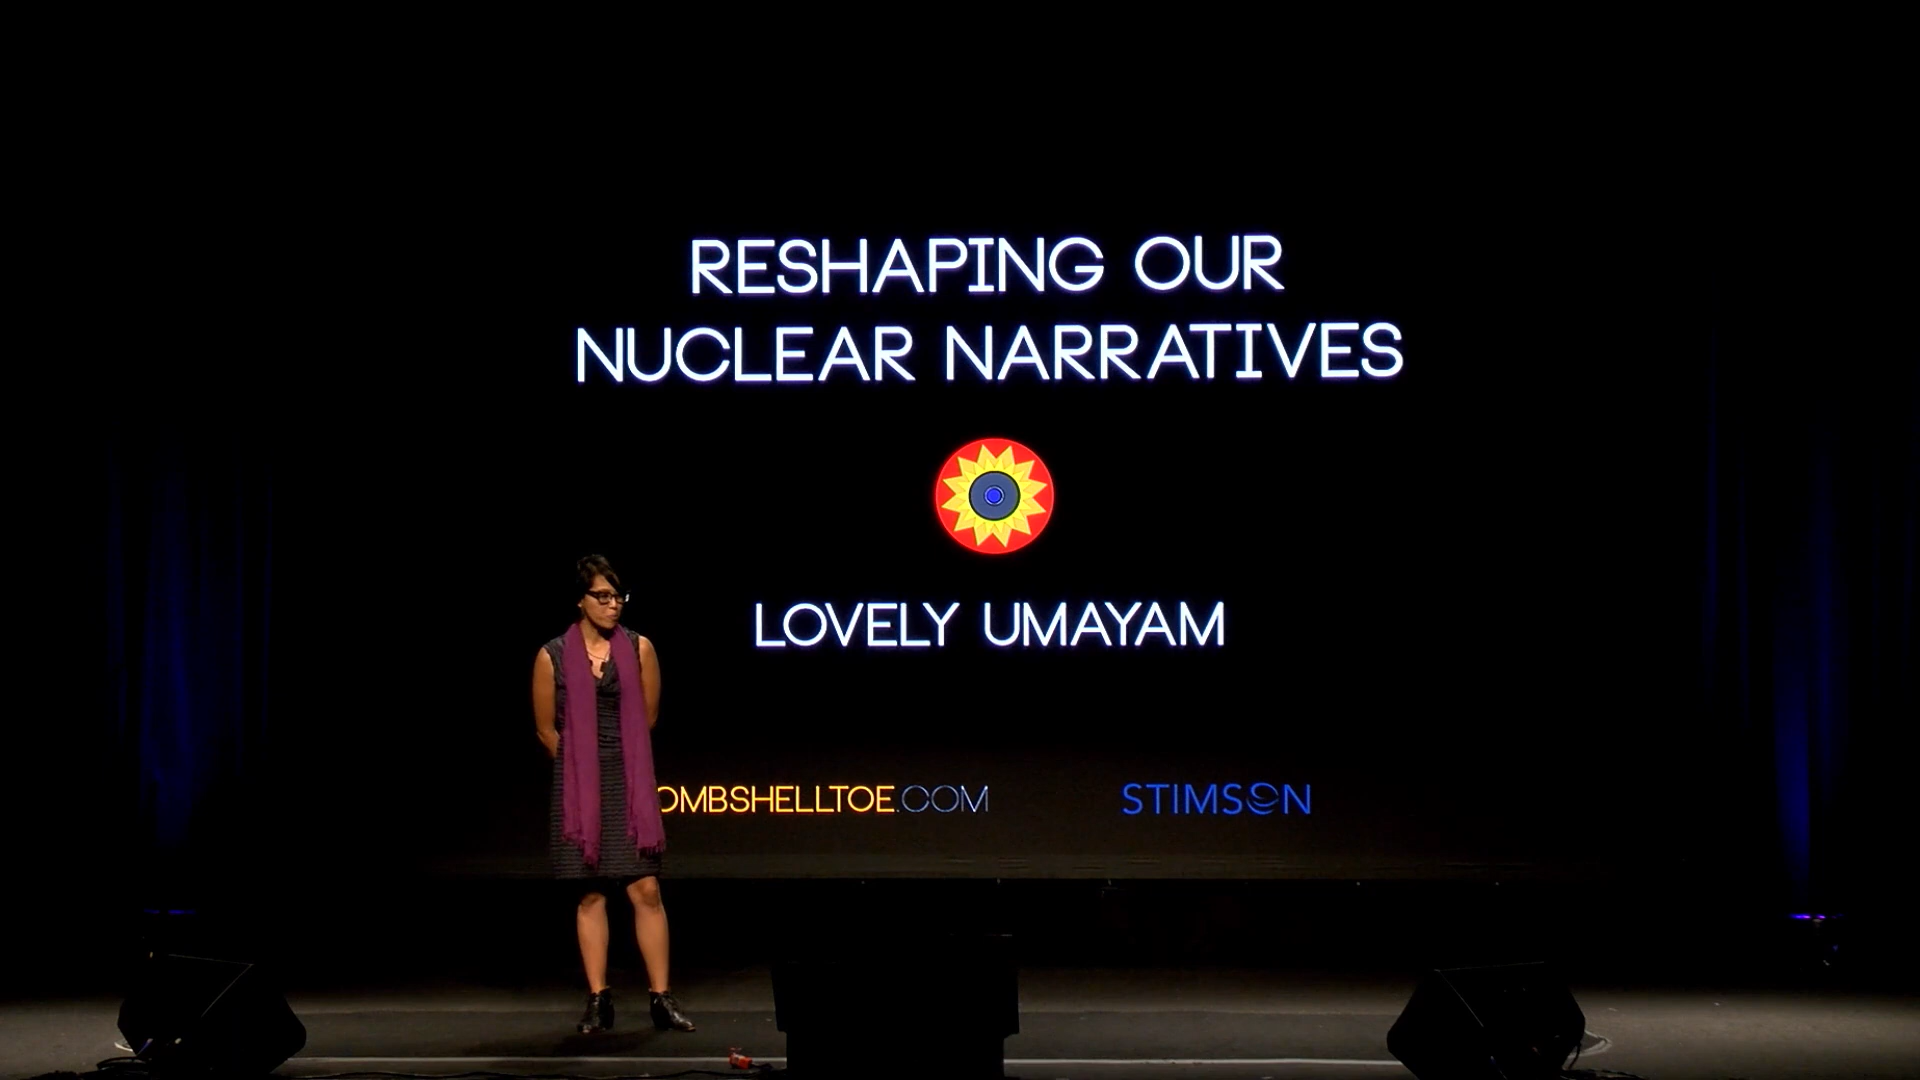 RESHAPING OUR
NUCLEAR NARRATIVES
LOVELY UMAYAM
OMBSHELLTOE.COM
STIMSON